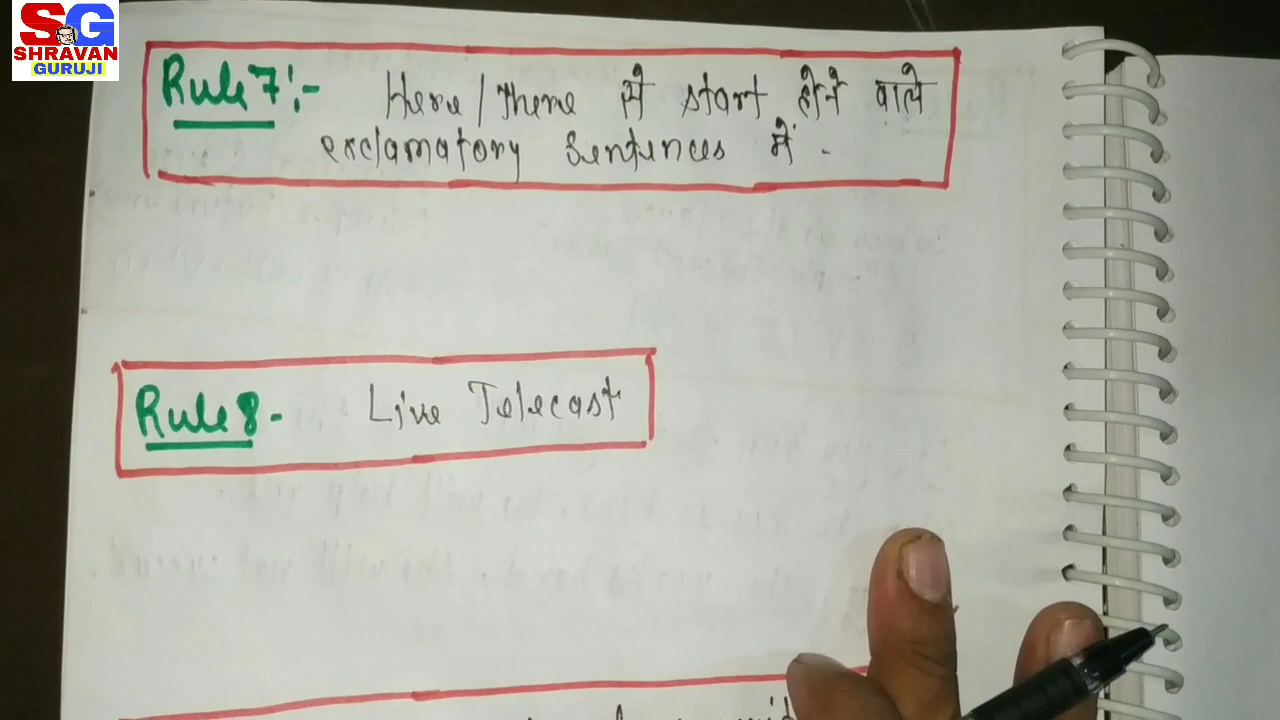 SG
SHRAVAN
GURUJI
Rule 7:- Here/There से start होने वाले
exclamatory Sentences में.
Rule 8- Live Telecast